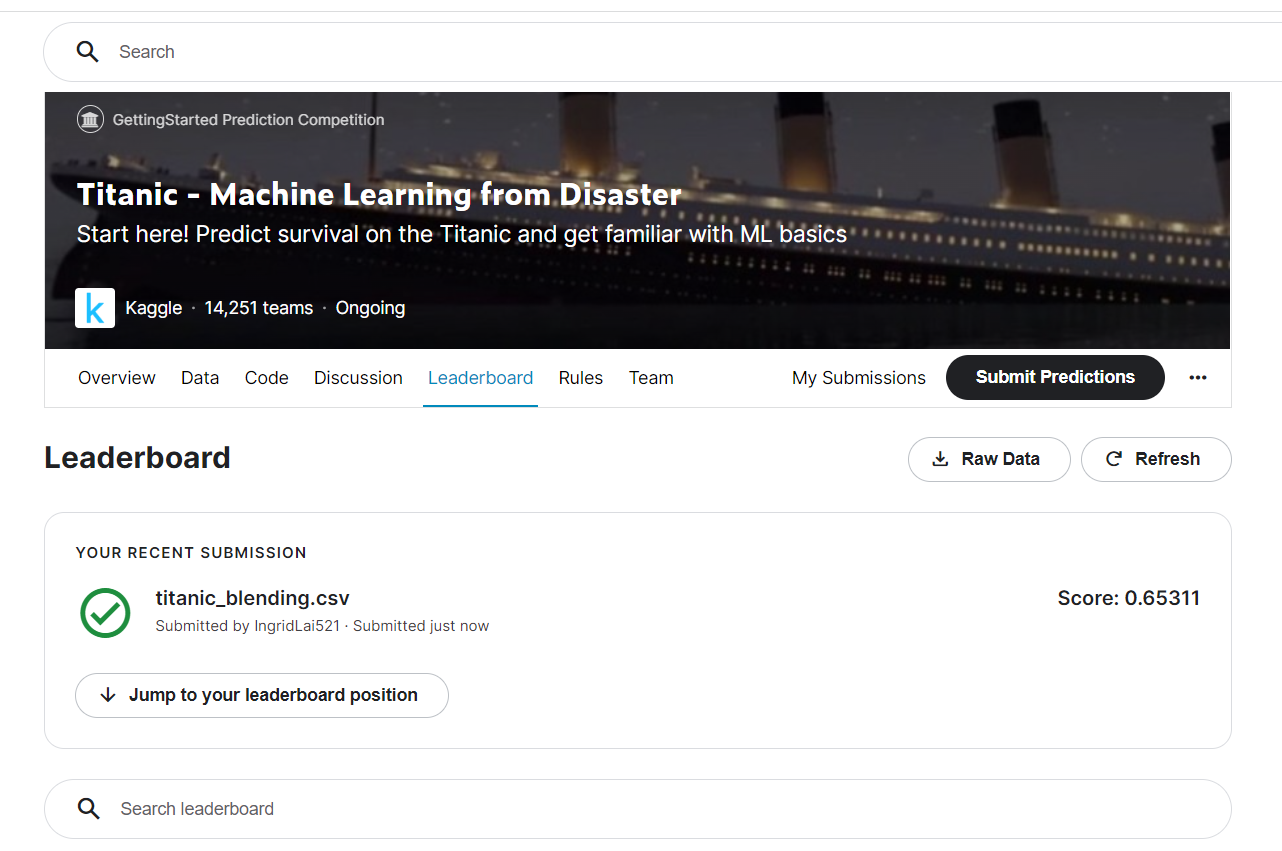 Search
GettingStarted Prediction Competition
Titanic - Machine Learning from Disaster
Start here! Predict survival on the Titanic and get familiar with ML basics
k Kaggle · 14,251 teams · Ongoing
Overview Data Code Discussion Leaderboard Rules Team My Submissions Submit Predictions ...
Leaderboard Raw Data Refresh
YOUR RECENT SUBMISSION
titanic_blending.csv Score: 0.65311
Submitted by IngridLai521 · Submitted just now
Jump to your leaderboard position
Search leaderboard